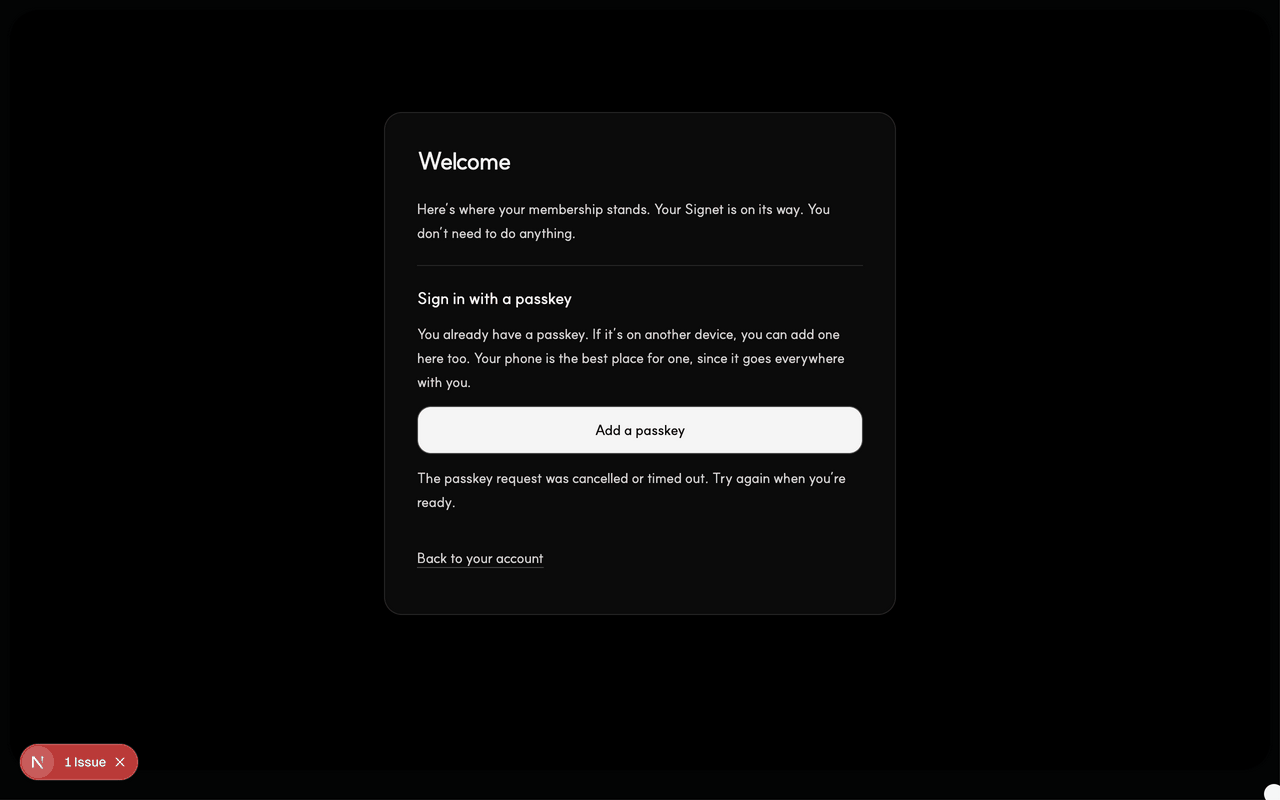 Welcome
Here's where your membership stands. Your Signet is on its way. You
don't need to do anything.
Sign in with a passkey
You already have a passkey. If it's on another device, you can add one
here too. Your phone is the best place for one, since it goes everywhere
with you.
Add a passkey
The passkey request was cancelled or timed out. Try again when you're
ready.
Back to your account
N 1 Issue